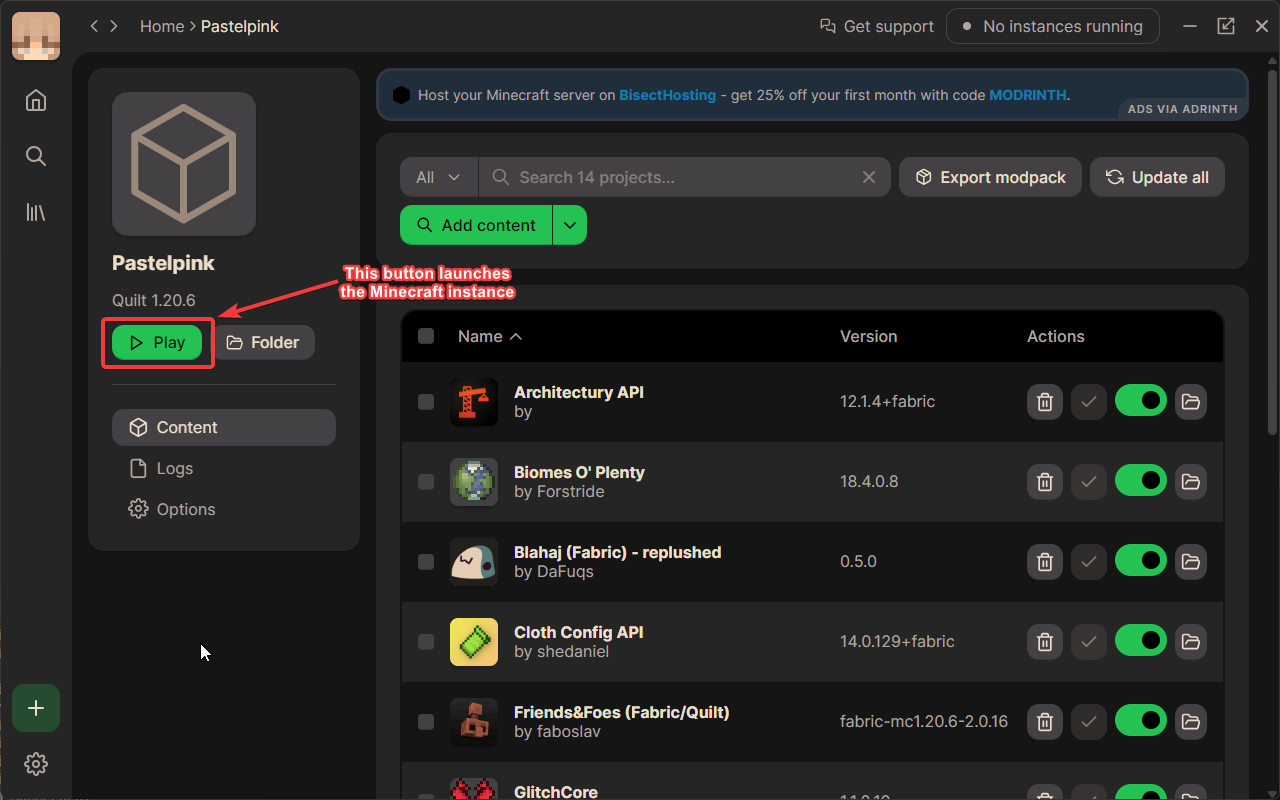 Home > Pastelpink
Get support
No instances running
Host your Minecraft server on BisectHosting - get 25% off your first month with code MODRINTH.
ADS VIA ADRINTH
All
Search 14 projects...
Export modpack
Update all
Add content
Pastelpink
Quilt 1.20.6
This button launches
the Minecraft instance
Play
Folder
Content
Logs
Options
Name
Version
Actions
Architectury API
by
12.1.4+fabric
Biomes O' Plenty
by Forstride
18.4.0.8
Blahaj (Fabric) - replushed
by DaFuqs
0.5.0
Cloth Config API
by shedaniel
14.0.129+fabric
Friends&Foes (Fabric/Quilt)
by faboslav
fabric-mc1.20.6-2.0.16
GlitchCore